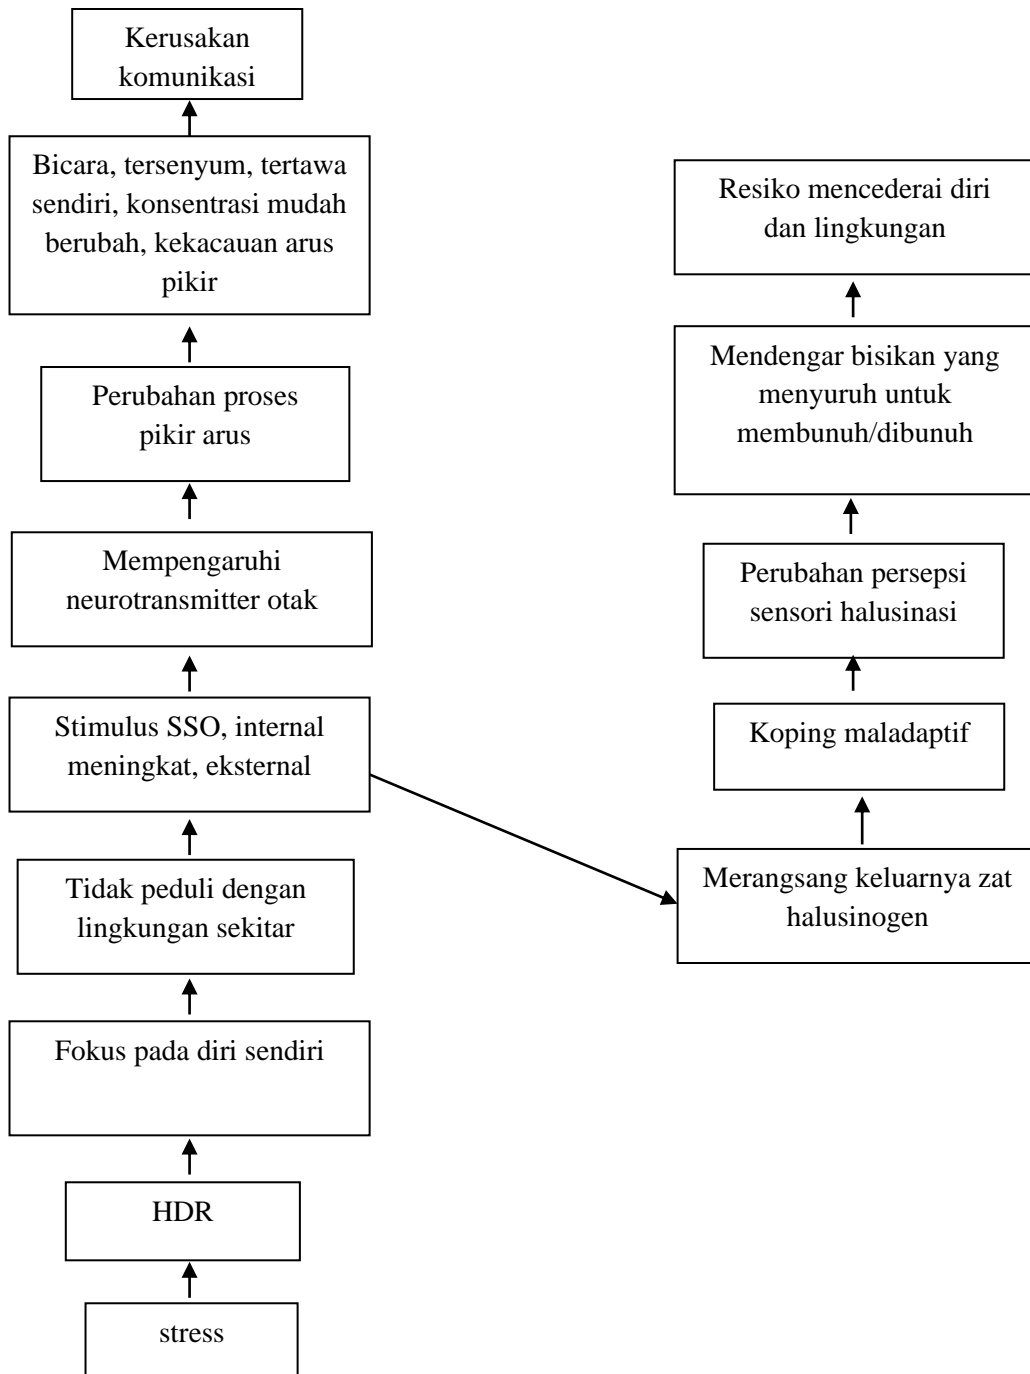 Kerusakan
komunikasi
Bicara, tersenyum, tertawa
sendiri, konsentrasi mudah
berubah, kekacauan arus
pikir
Perubahan proses
pikir arus
Mempengaruhi
neurotransmitter otak
Stimulus SSO, internal
meningkat, eksternal
Tidak peduli dengan
lingkungan sekitar
Fokus pada diri sendiri
HDR
stress
Resiko mencederai diri
dan lingkungan
Mendengar bisikan yang
menyuruh untuk
membunuh/dibunuh
Perubahan persepsi
sensori halusinasi
Koping maladaptif
Merangsang keluarnya zat
halusinogen